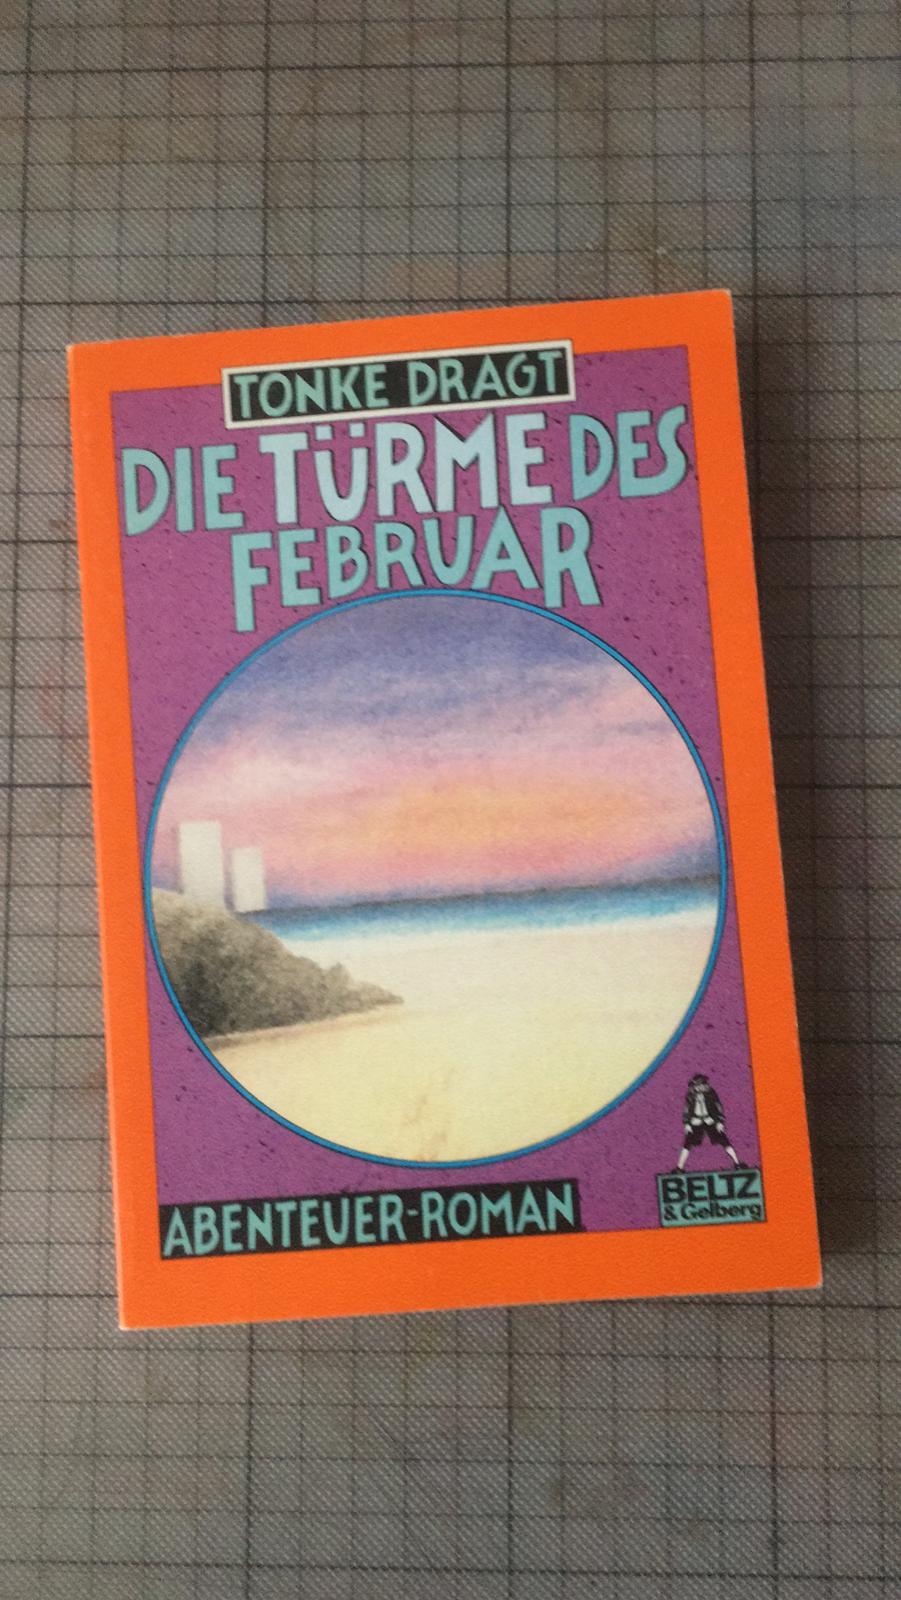 TONKE DRAGT
DIE TÜRME DES
FEBRUAR
ABENTEUER-ROMAN
BELTZ
& Gelberg